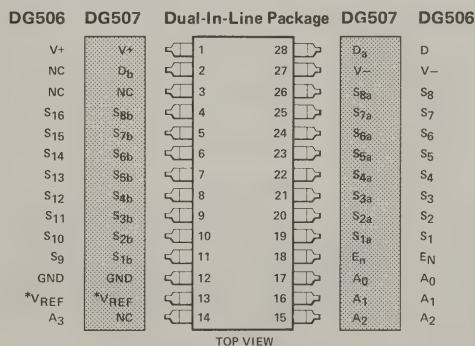 DG506 DG507 Dual-In-Line Package DG507 DG506
V+ V+ 1 28 Da D
NC Db 2 27 V− V−
NC NC 3 26 S8a S8
S16 S8b 4 25 S7a S7
S15 S7b 5 24 S6a S6
S14 S6b 6 23 S5a S5
S13 S5b 7 22 S4a S4
S12 S4b 8 21 S3a S3
S11 S3b 9 20 S2a S2
S10 S2b 10 19 S1a S1
S9 S1b 11 18 En EN
GND GND 12 17 A0 A0
*VREF *VREF 13 16 A1 A1
A3 NC 14 15 A2 A2
TOP VIEW